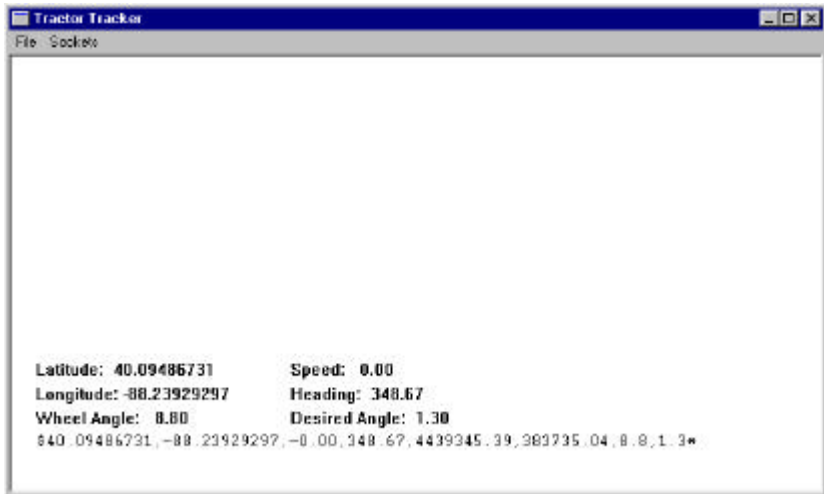 Tractor Tracker
File Sockets
Latitude: 40.09486731 Speed: 0.00
Longitude: -88.23929297 Heading: 348.67
Wheel Angle: 8.80 Desired Angle: 1.30
$40.09486731,-88.23929297,-0.00,348.67,4439345.39,383735.04,8.8,1.3*